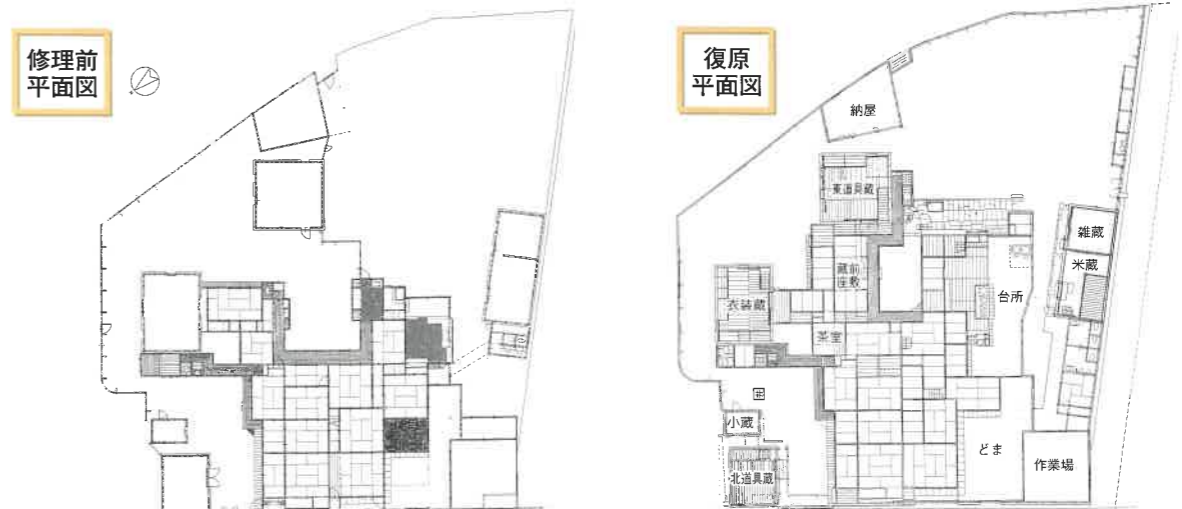 修理前
平面図
復原
平面図
納屋
東道具蔵
雑蔵
蔵前
座敷
米蔵
衣装蔵
台所
茶室
小蔵
どま
作業場
北道具蔵